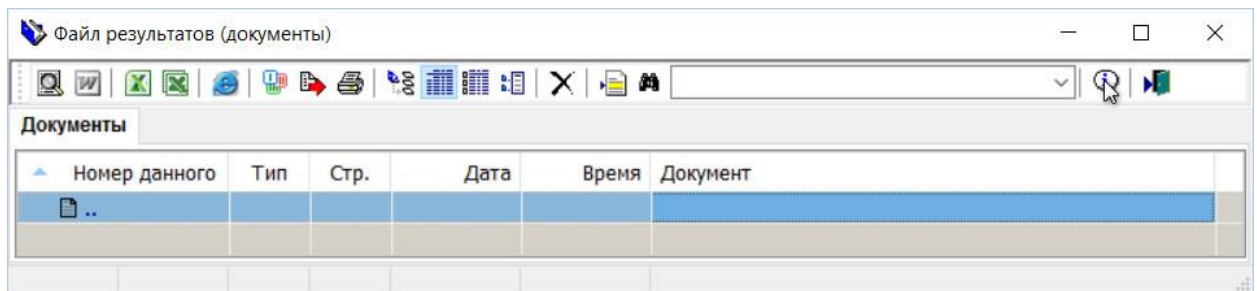 Файл результатов (документы)
Документы
Номер данного Тип Стр. Дата Время Документ
..